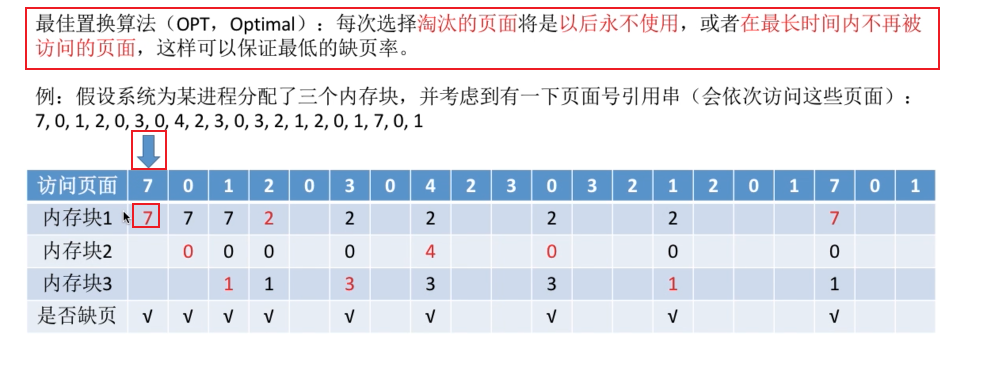 最佳置换算法（OPT，Optimal）：每次选择淘汰的页面将是以后永不使用，或者在最长时间内不再被
访问的页面，这样可以保证最低的缺页率。
例：假设系统为某进程分配了三个内存块，并考虑到有一下页面号引用串（会依次访问这些页面）：
7, 0, 1, 2, 0, 3, 0, 4, 2, 3, 0, 3, 2, 1, 2, 0, 1, 7, 0, 1
访问页面 7 0 1 2 0 3 0 4 2 3 0 3 2 1 2 0 1 7 0 1
内存块1 7 7 7 2 2 2 2 2 7
内存块2 0 0 0 0 4 0 0 0
内存块3 1 1 3 3 3 1 1
是否缺页 √ √ √ √ √ √ √ √ √